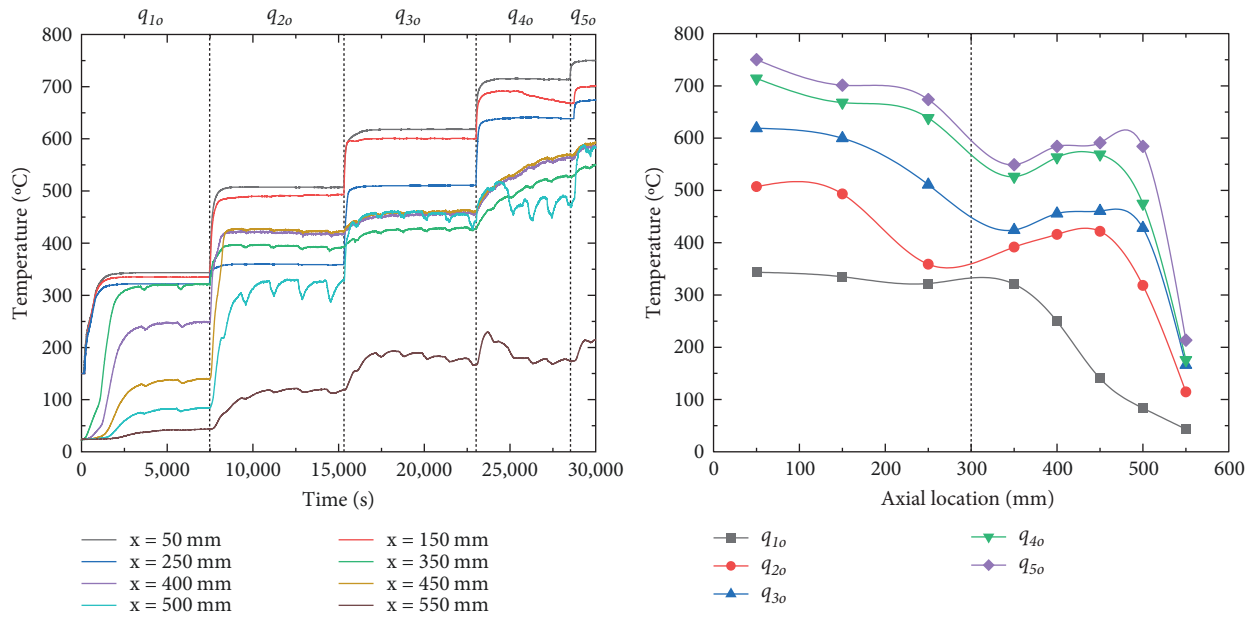 q1o q2o q3o q4o q5o
800
700
600
500
400
300
200
100
0
Temperature (ºC)
0 5,000 10,000 15,000 20,000 25,000 30,000
Time (s)
x = 50 mm x = 150 mm
x = 250 mm x = 350 mm
x = 400 mm x = 450 mm
x = 500 mm x = 550 mm
800
700
600
500
400
300
200
100
0
Temperature (ºC)
0 100 200 300 400 500 600
Axial location (mm)
q1o q4o
q2o q5o
q3o